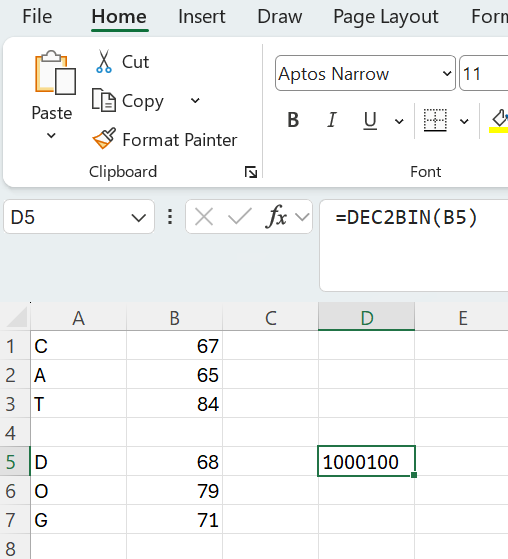 File Home Insert Draw Page Layout Form
Cut
Copy
Format Painter
Paste
Clipboard
Aptos Narrow 11
B I U
Font
D5 fx =DEC2BIN(B5)
A B C D E
1 C 67
2 A 65
3 T 84
4
5 D 68 1000100
6 O 79
7 G 71
8